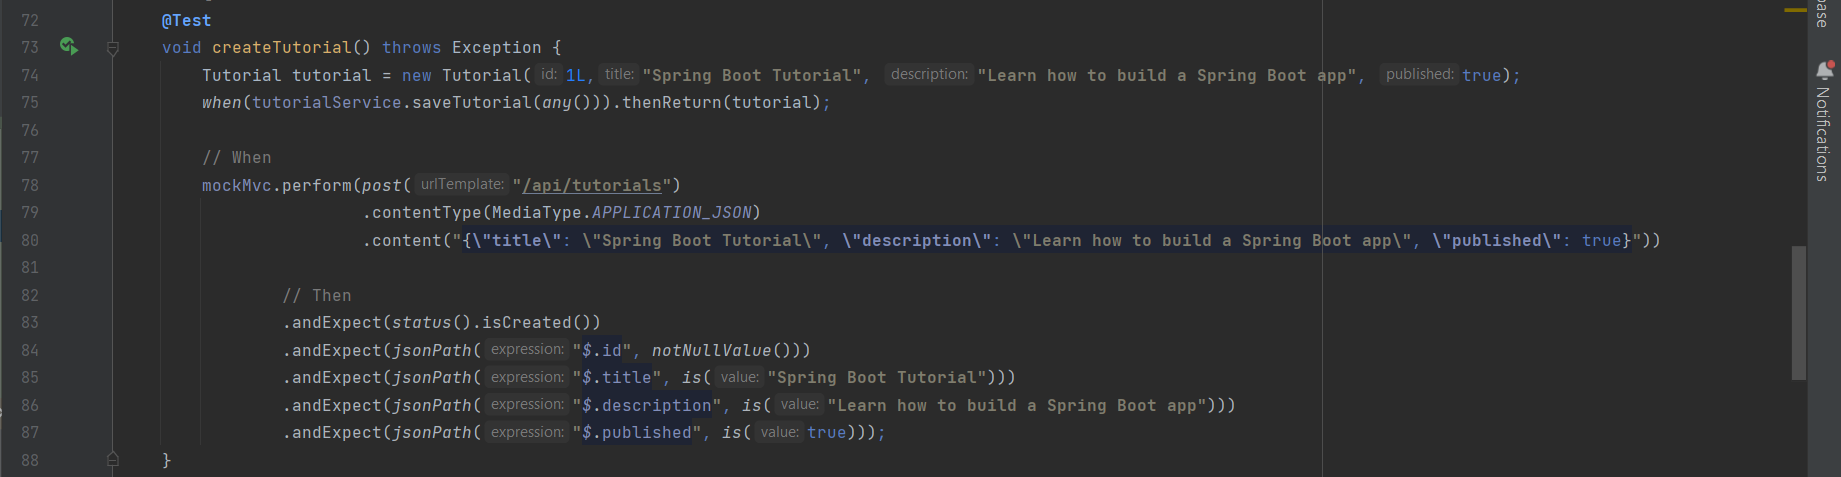 72 @Test
73 void createTutorial() throws Exception {
74 Tutorial tutorial = new Tutorial( id: 1L, title: "Spring Boot Tutorial", description: "Learn how to build a Spring Boot app", published: true);
75 when(tutorialService.saveTutorial(any())).thenReturn(tutorial);
76
77 // When
78 mockMvc.perform(post( urlTemplate: "/api/tutorials")
79 .contentType(MediaType.APPLICATION_JSON)
80 .content("{\"title\": \"Spring Boot Tutorial\", \"description\": \"Learn how to build a Spring Boot app\", \"published\": true}"))
81
82 // Then
83 .andExpect(status().isCreated())
84 .andExpect(jsonPath( expression: "$.id", notNullValue()))
85 .andExpect(jsonPath( expression: "$.title", is( value: "Spring Boot Tutorial")))
86 .andExpect(jsonPath( expression: "$.description", is( value: "Learn how to build a Spring Boot app")))
87 .andExpect(jsonPath( expression: "$.published", is( value: true)));
88 }
Notifications